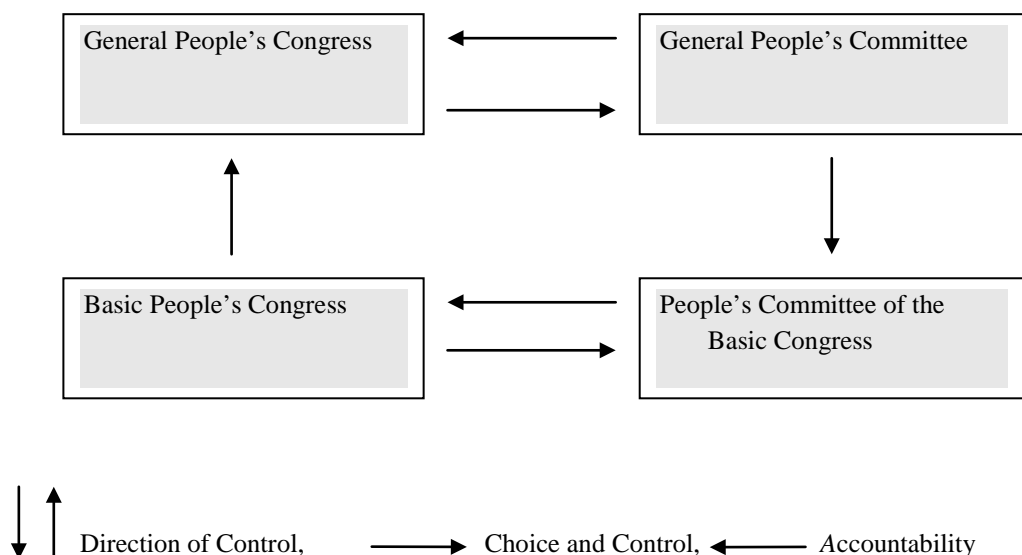 General People’s Congress
General People’s Committee
Basic People’s Congress
People’s Committee of the
Basic Congress
Direction of Control, Choice and Control, Accountability